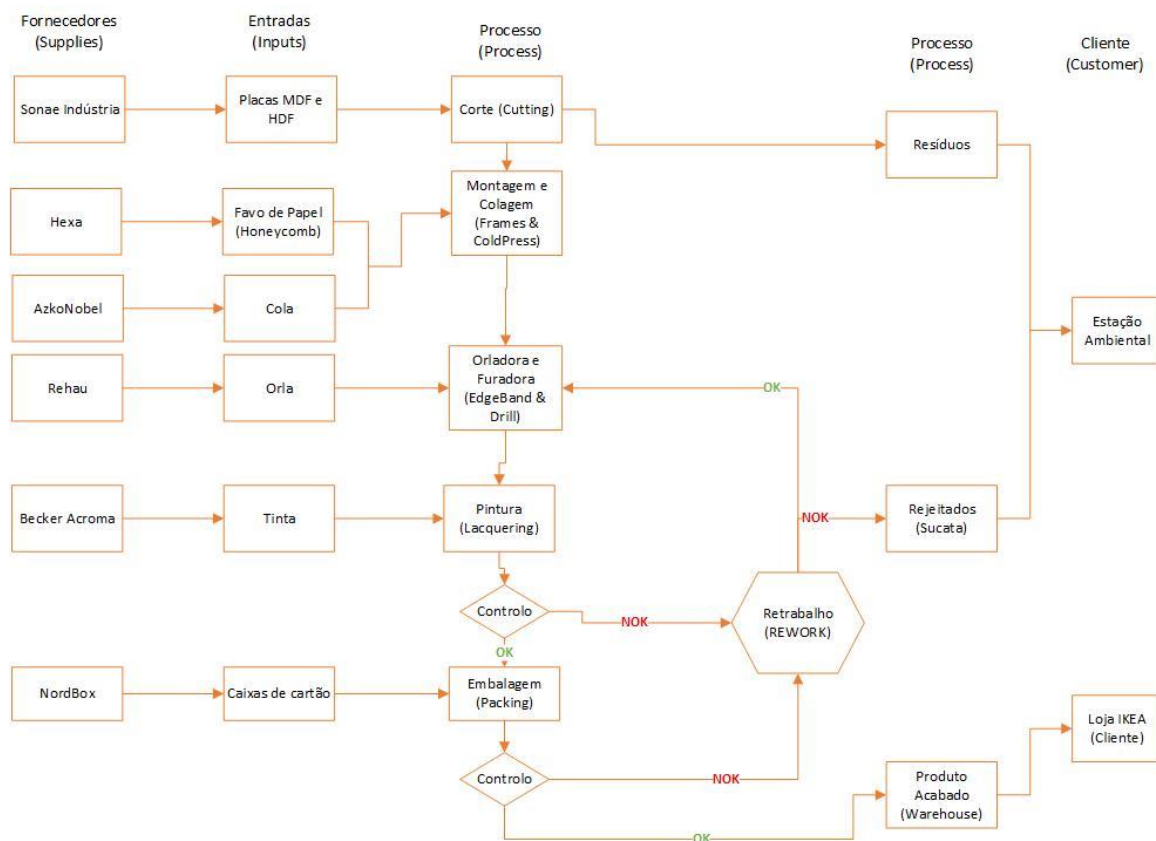 Fornecedores
(Supplies)
Entradas
(Inputs)
Processo
(Process)
Processo
(Process)
Cliente
(Customer)
Sonae Indústria
Placas MDF e
HDF
Corte (Cutting)
Resíduos
Hexa
Favo de Papel
(Honeycomb)
Montagem e
Colagem
(Frames &
ColdPress)
AzkoNobel
Cola
Estação
Ambiental
Rehau
Orla
Orladora e
Furadora
(EdgeBand &
Drill)
OK
Becker Acroma
Tinta
Pintura
(Lacquering)
NOK
Rejeitados
(Sucata)
Controlo
NOK
Retrabalho
(REWORK)
OK
NordBox
Caixas de cartão
Embalagem
(Packing)
Loja IKEA
(Cliente)
Controlo
NOK
Produto
Acabado
(Warehouse)
OK